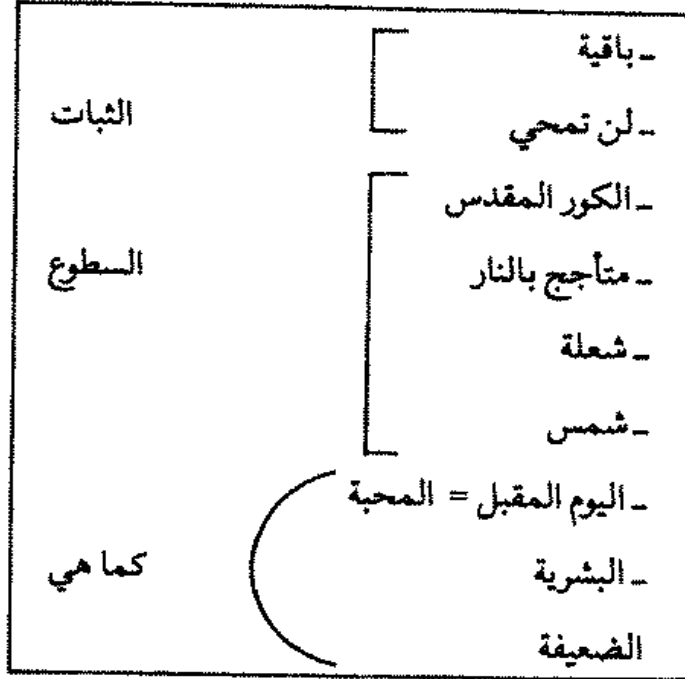 - باقية
- لن تمحي
الثبات
- الكور المقدس
- متأجج بالنار
السطوع
- شعلة
- شمس
- اليوم المقبل = المحبة
- البشرية
كما هي
الضعيفة